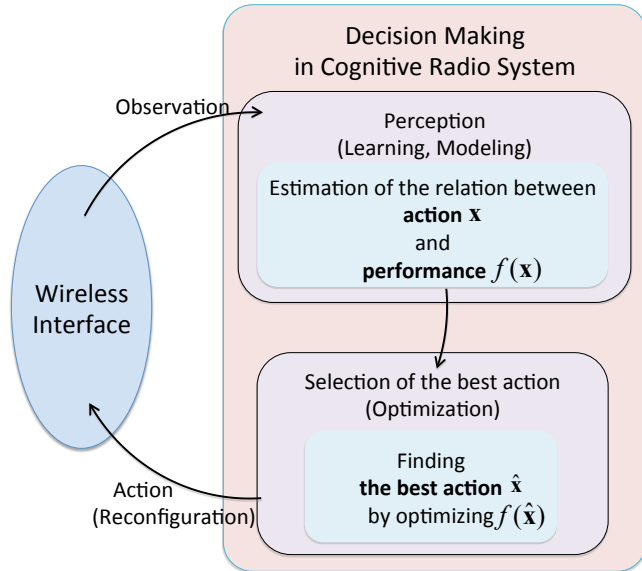 Decision Making
in Cognitive Radio System
Observation
Perception
(Learning, Modeling)
Estimation of the relation between
action x
and
performance f(x)
Wireless
Interface
Selection of the best action
(Optimization)
Finding
the best action x̂
by optimizing f(x̂)
Action
(Reconfiguration)